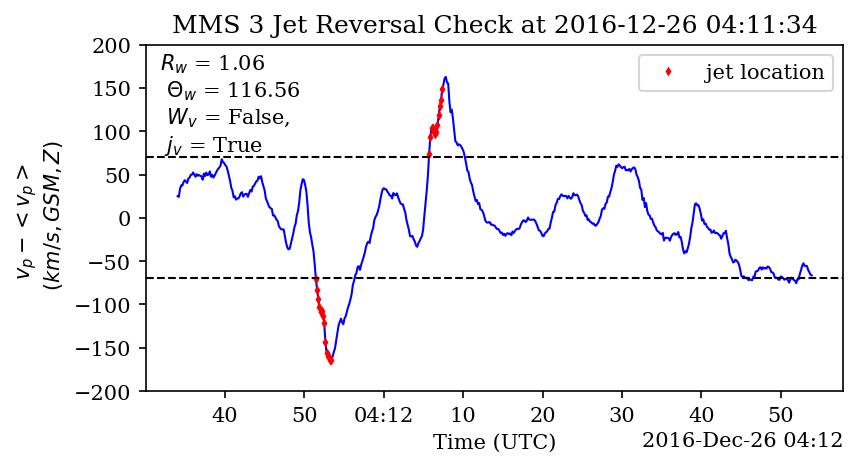 MMS 3 Jet Reversal Check at 2016-12-26 04:11:34
R_w = 1.06
Θ_w = 116.56
W_v = False,
j_v = True
jet location
200
150
100
50
0
−50
−100
−150
−200
v_p − < v_p >
(km/s, GSM, Z)
40 50 04:12 10 20 30 40 50
Time (UTC)
2016-Dec-26 04:12